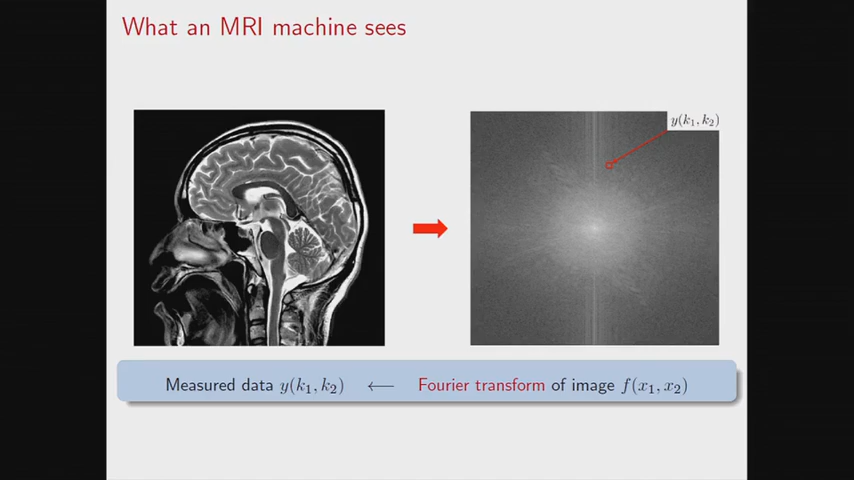 What an MRI machine sees
y(k₁, k₂)
Measured data y(k₁, k₂) ⟵ Fourier transform of image f(x₁, x₂)